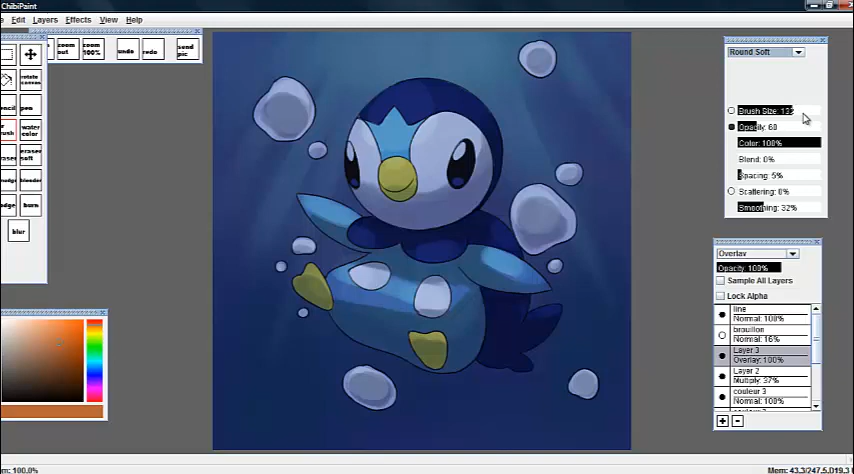 ChibiPaint
Edit Layers Effects View Help
zoom out
zoom 100%
undo
redo
send pic
rotate canvas
pen
water color
eraser soft
blender
burn
blur
Round Soft
Brush Size: 132
Opacity: 60
Color: 100%
Blend: 0%
Spacing: 5%
Scattering: 0%
Smoothing: 32%
Overlay
Opacity: 100%
Sample All Layers
Lock Alpha
line
Normal: 100%
brouillon
Normal: 16%
Layer 3
Overlay: 100%
Layer 2
Multiply: 37%
couleur 3
Normal: 100%
om: 100.0%